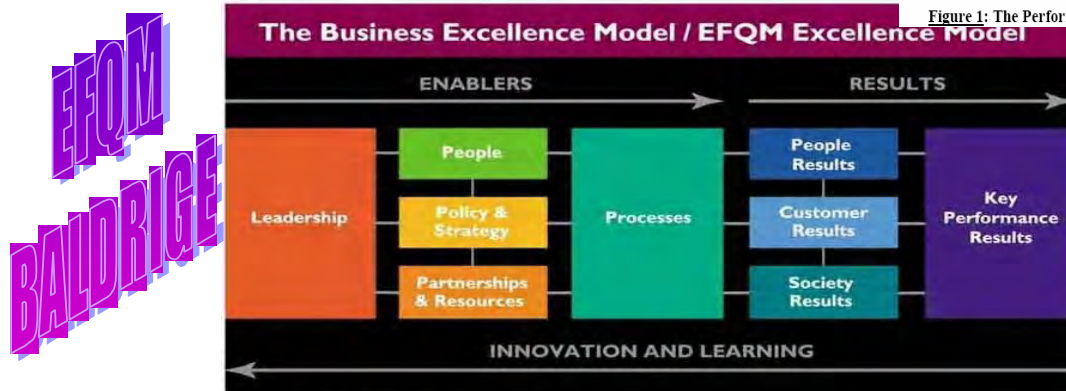 EFQM
BALDRIGE
Figure 1: The Perfor
The Business Excellence Model / EFQM Excellence Model
ENABLERS
RESULTS
Leadership
People
Policy &
Strategy
Partnerships
& Resources
Processes
People
Results
Customer
Results
Society
Results
Key
Performance
Results
INNOVATION AND LEARNING